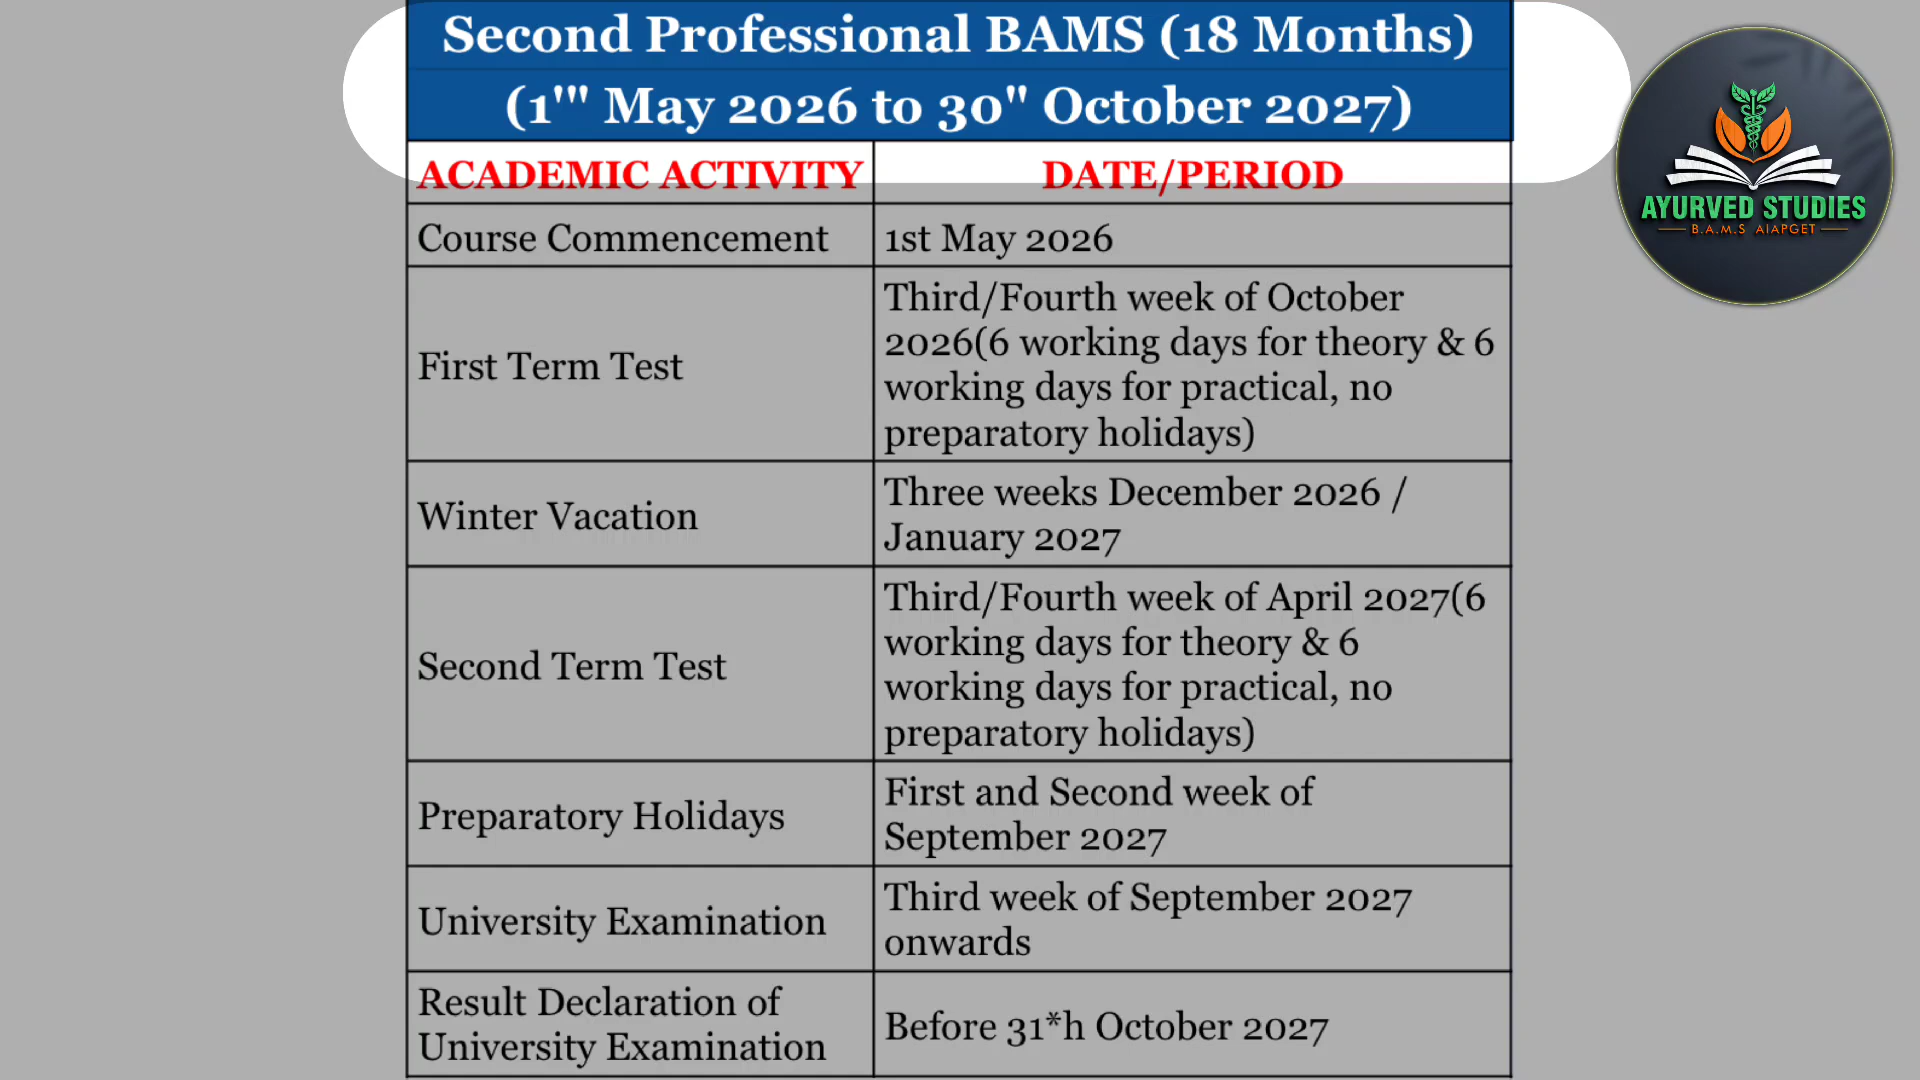 Second Professional BAMS (18 Months)
(1''' May 2026 to 30" October 2027)
ACADEMIC ACTIVITY
DATE/PERIOD
Course Commencement
1st May 2026
First Term Test
Third/Fourth week of October
2026(6 working days for theory & 6
working days for practical, no
preparatory holidays)
Winter Vacation
Three weeks December 2026 /
January 2027
Second Term Test
Third/Fourth week of April 2027(6
working days for theory & 6
working days for practical, no
preparatory holidays)
Preparatory Holidays
First and Second week of
September 2027
University Examination
Third week of September 2027
onwards
Result Declaration of
University Examination
Before 31*h October 2027
AYURVED STUDIES
B.A.M.S AIAPGET